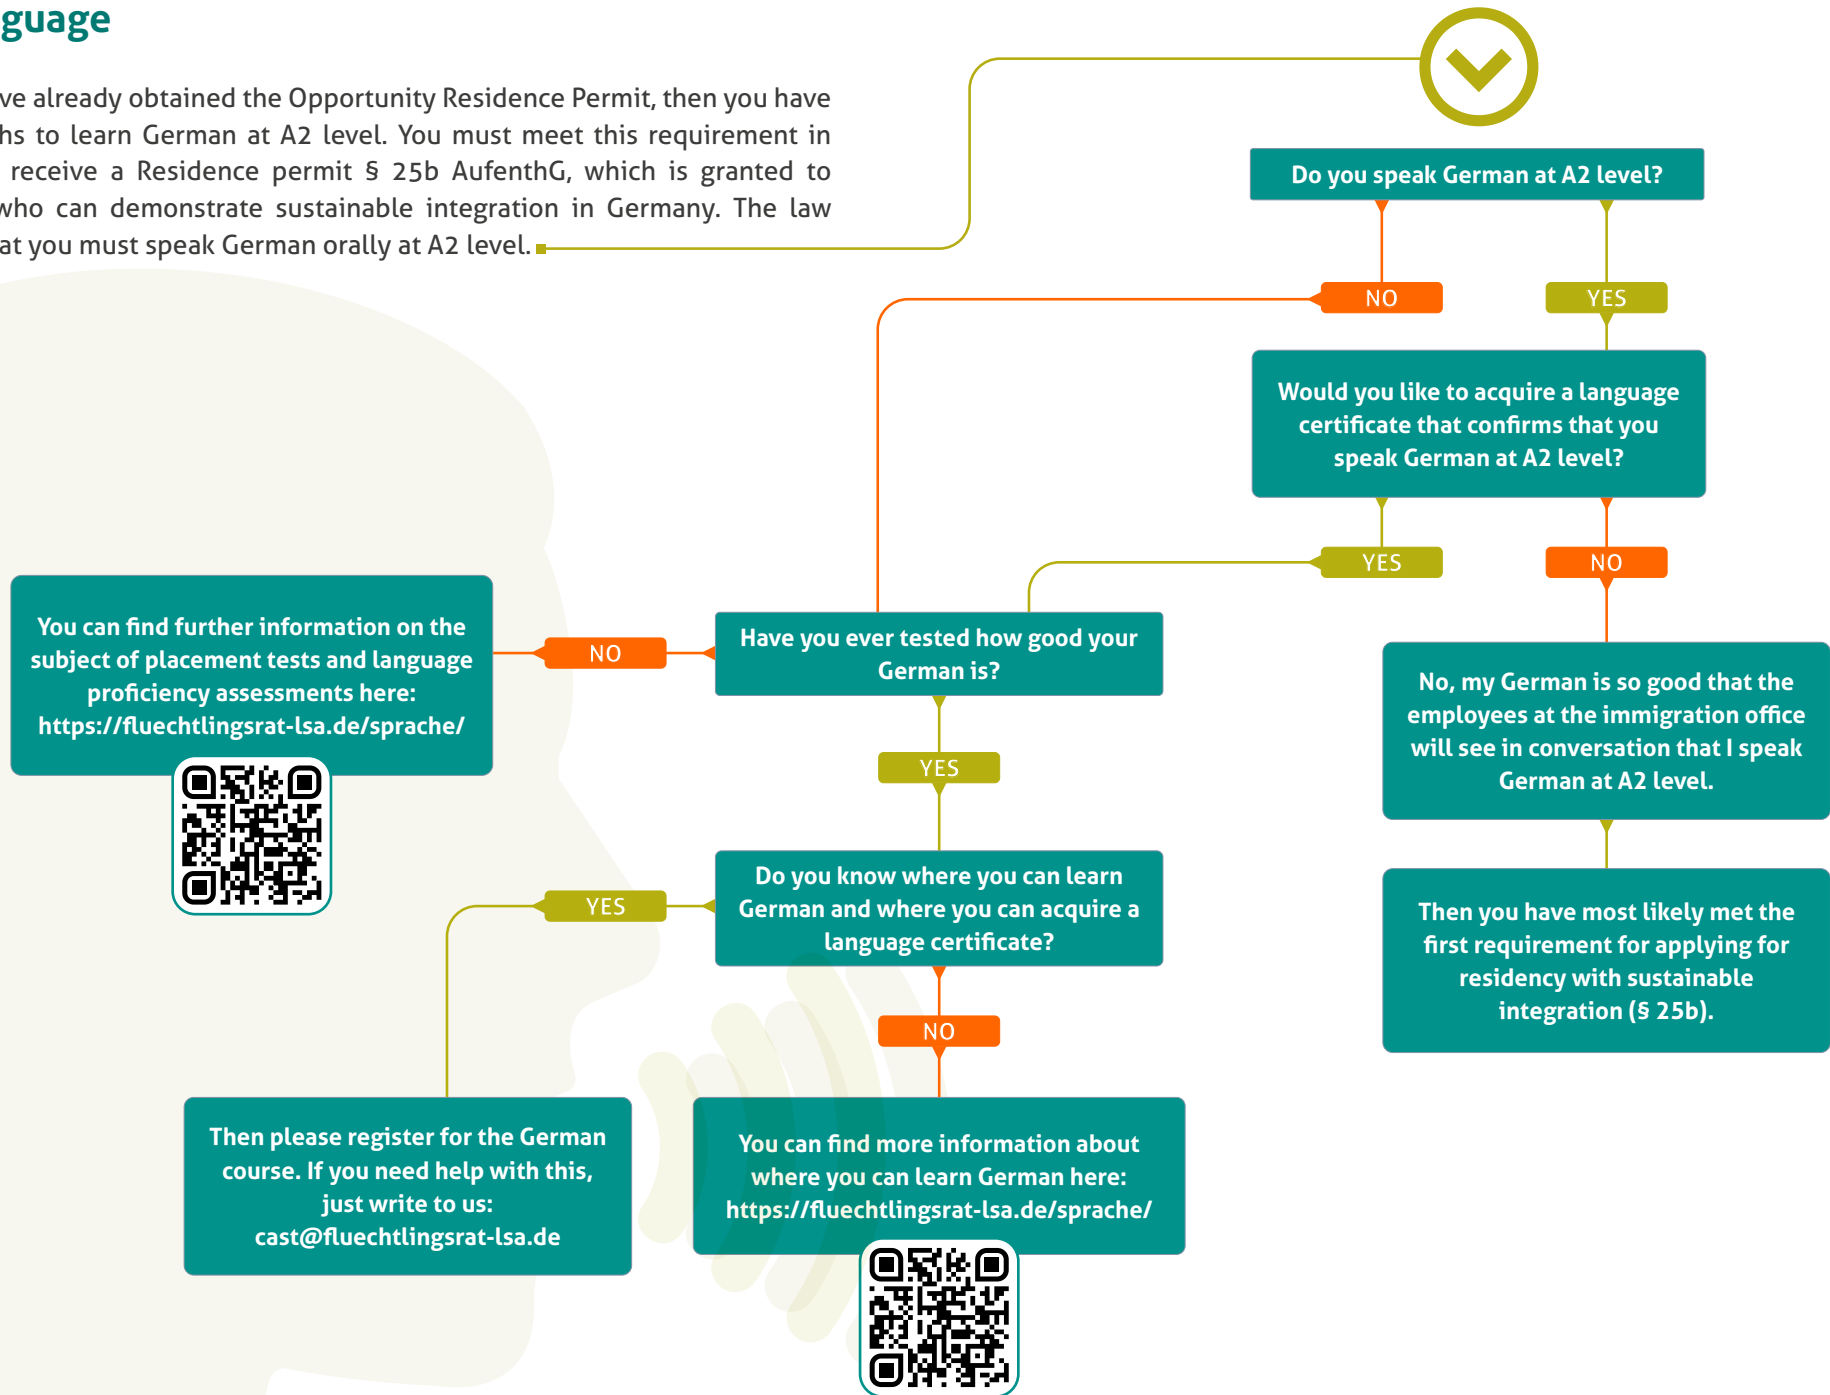 guage
ve already obtained the Opportunity Residence Permit, then you have
hs to learn German at A2 level. You must meet this requirement in
receive a Residence permit § 25b AufenthG, which is granted to
who can demonstrate sustainable integration in Germany. The law
at you must speak German orally at A2 level.
Do you speak German at A2 level?
NO
YES
Would you like to acquire a language
certificate that confirms that you
speak German at A2 level?
YES
NO
Have you ever tested how good your
German is?
NO
You can find further information on the
subject of placement tests and language
proficiency assessments here:
https://fluechtlingsrat-lsa.de/sprache/
YES
No, my German is so good that the
employees at the immigration office
will see in conversation that I speak
German at A2 level.
Do you know where you can learn
German and where you can acquire a
language certificate?
YES
NO
Then you have most likely met the
first requirement for applying for
residency with sustainable
integration (§ 25b).
Then please register for the German
course. If you need help with this,
just write to us:
cast@fluechtlingsrat-lsa.de
You can find more information about
where you can learn German here:
https://fluechtlingsrat-lsa.de/sprache/